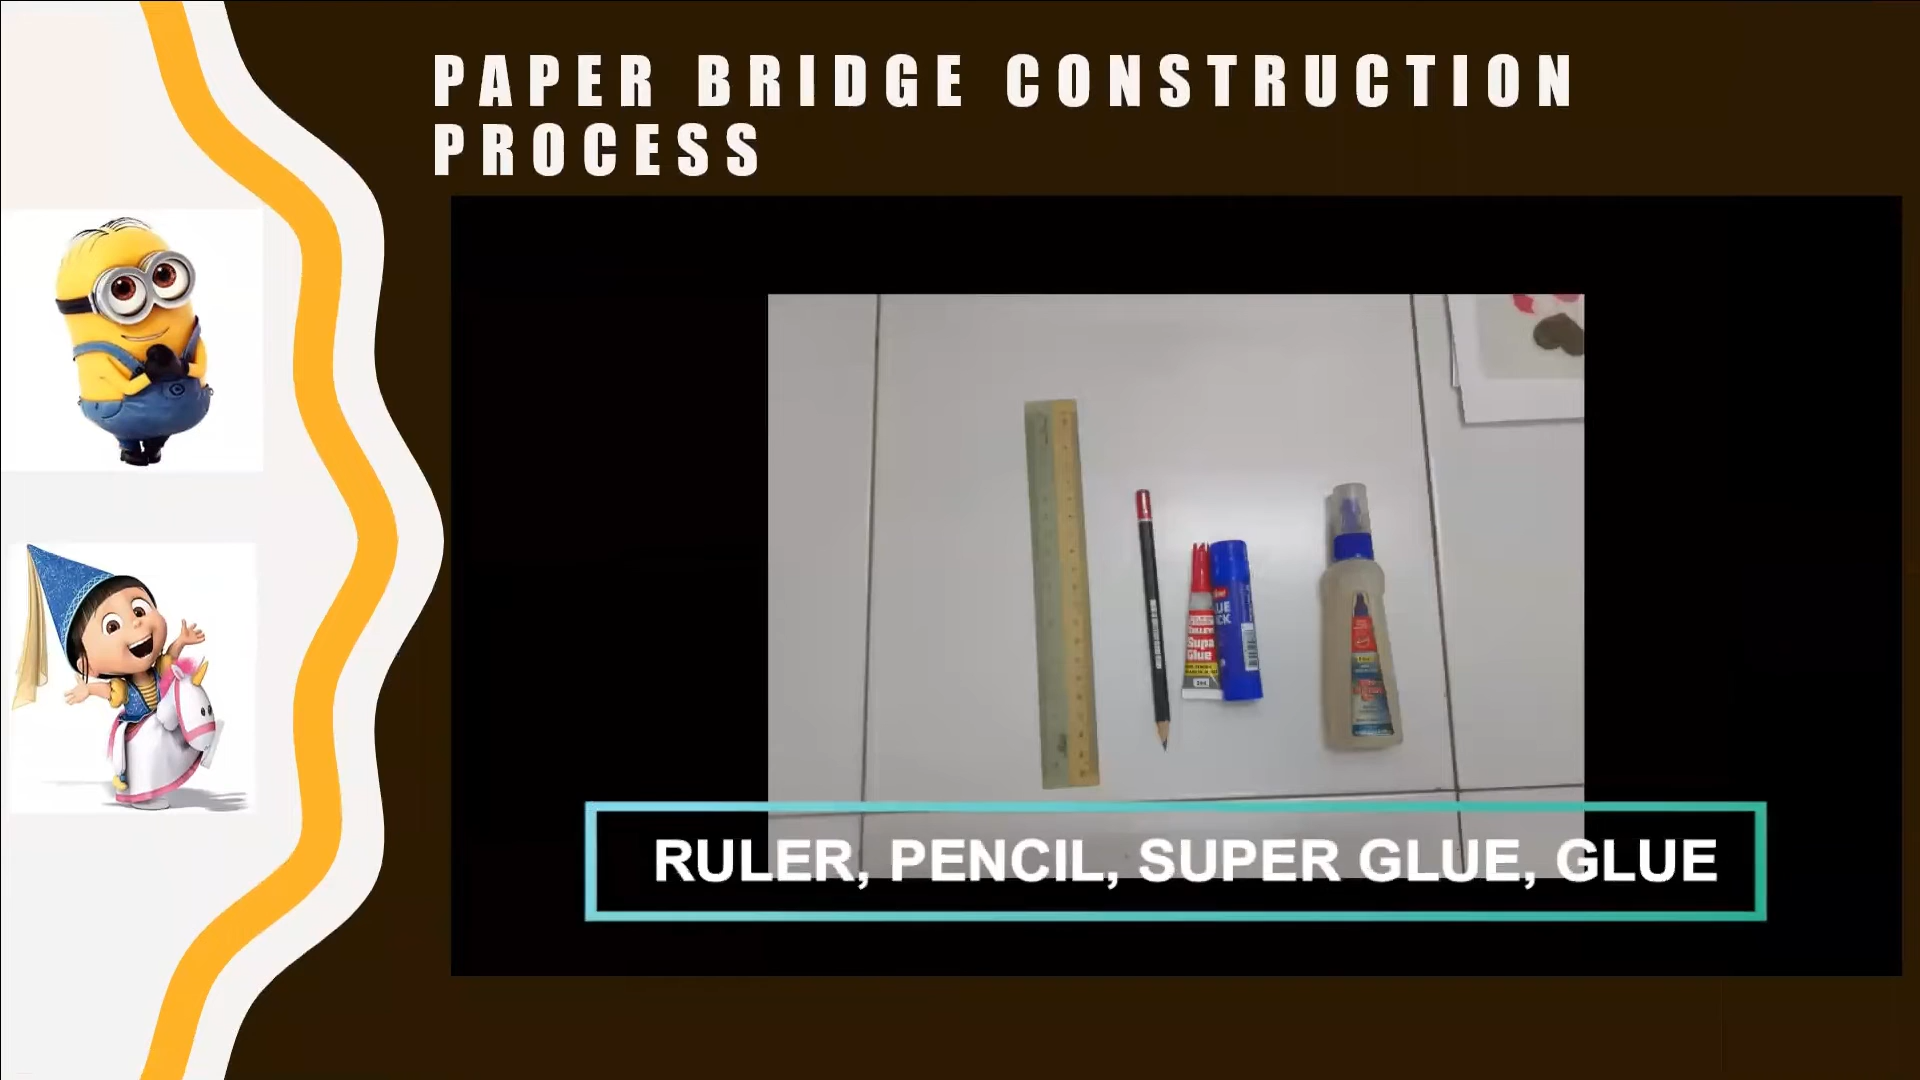 PAPER BRIDGE CONSTRUCTION
PROCESS
Supa
Glue
RULER, PENCIL, SUPER GLUE, GLUE